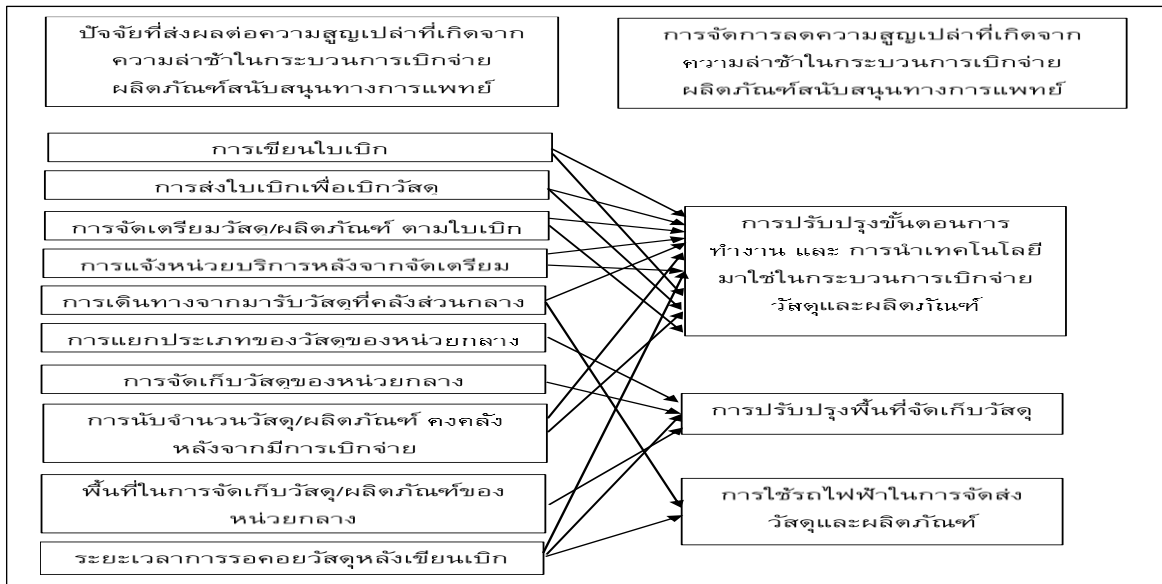 ปัจจัยที่ส่งผลต่อความสูญเปล่าที่เกิดจาก
ความล่าช้าในกระบวนการเบิกจ่าย
ผลิตภัณฑ์สนับสนุนทางการแพทย์
การจัดการลดความสูญเปล่าที่เกิดจาก
ความล่าช้าในกระบวนการเบิกจ่าย
ผลิตภัณฑ์สนับสนุนทางการแพทย์
การเขียนใบเบิก
การส่งใบเบิกเพื่อเบิกวัสดุ
การจัดเตรียมวัสดุ/ผลิตภัณฑ์ ตามใบเบิก
การแจ้งหน่วยบริการหลังจากจัดเตรียม
การเดินทางจากมารับวัสดุที่คลังส่วนกลาง
การแยกประเภทของวัสดุของหน่วยกลาง
การจัดเก็บวัสดุของหน่วยกลาง
การนับจำนวนวัสดุ/ผลิตภัณฑ์ คงคลัง
หลังจากมีการเบิกจ่าย
พื้นที่ในการจัดเก็บวัสดุ/ผลิตภัณฑ์ของ
หน่วยกลาง
ระยะเวลาการรอคอยวัสดุหลังเขียนเบิก
การปรับปรุงขั้นตอนการ
ทำงาน และ การนำเทคโนโลยี
มาใช้ในกระบวนการเบิกจ่าย
วัสดุและผลิตภัณฑ์
การปรับปรุงพื้นที่จัดเก็บวัสดุ
การใช้รถไฟฟ้าในการจัดส่ง
วัสดุและผลิตภัณฑ์